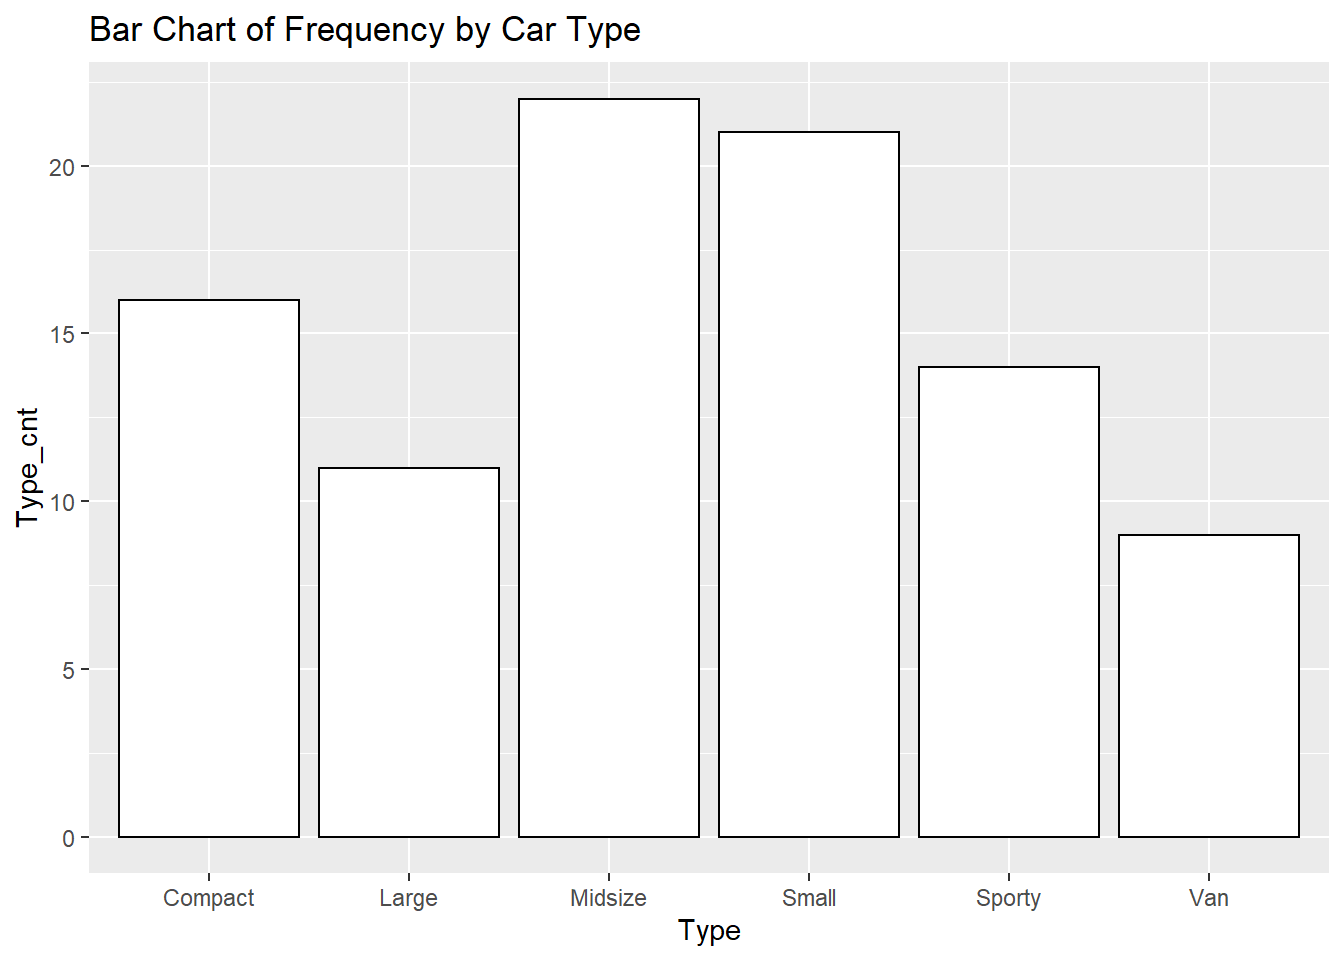 Bar Chart of Frequency by Car Type
Type_cnt
20
15
10
5
0
Compact Large Midsize Small Sporty Van
Type